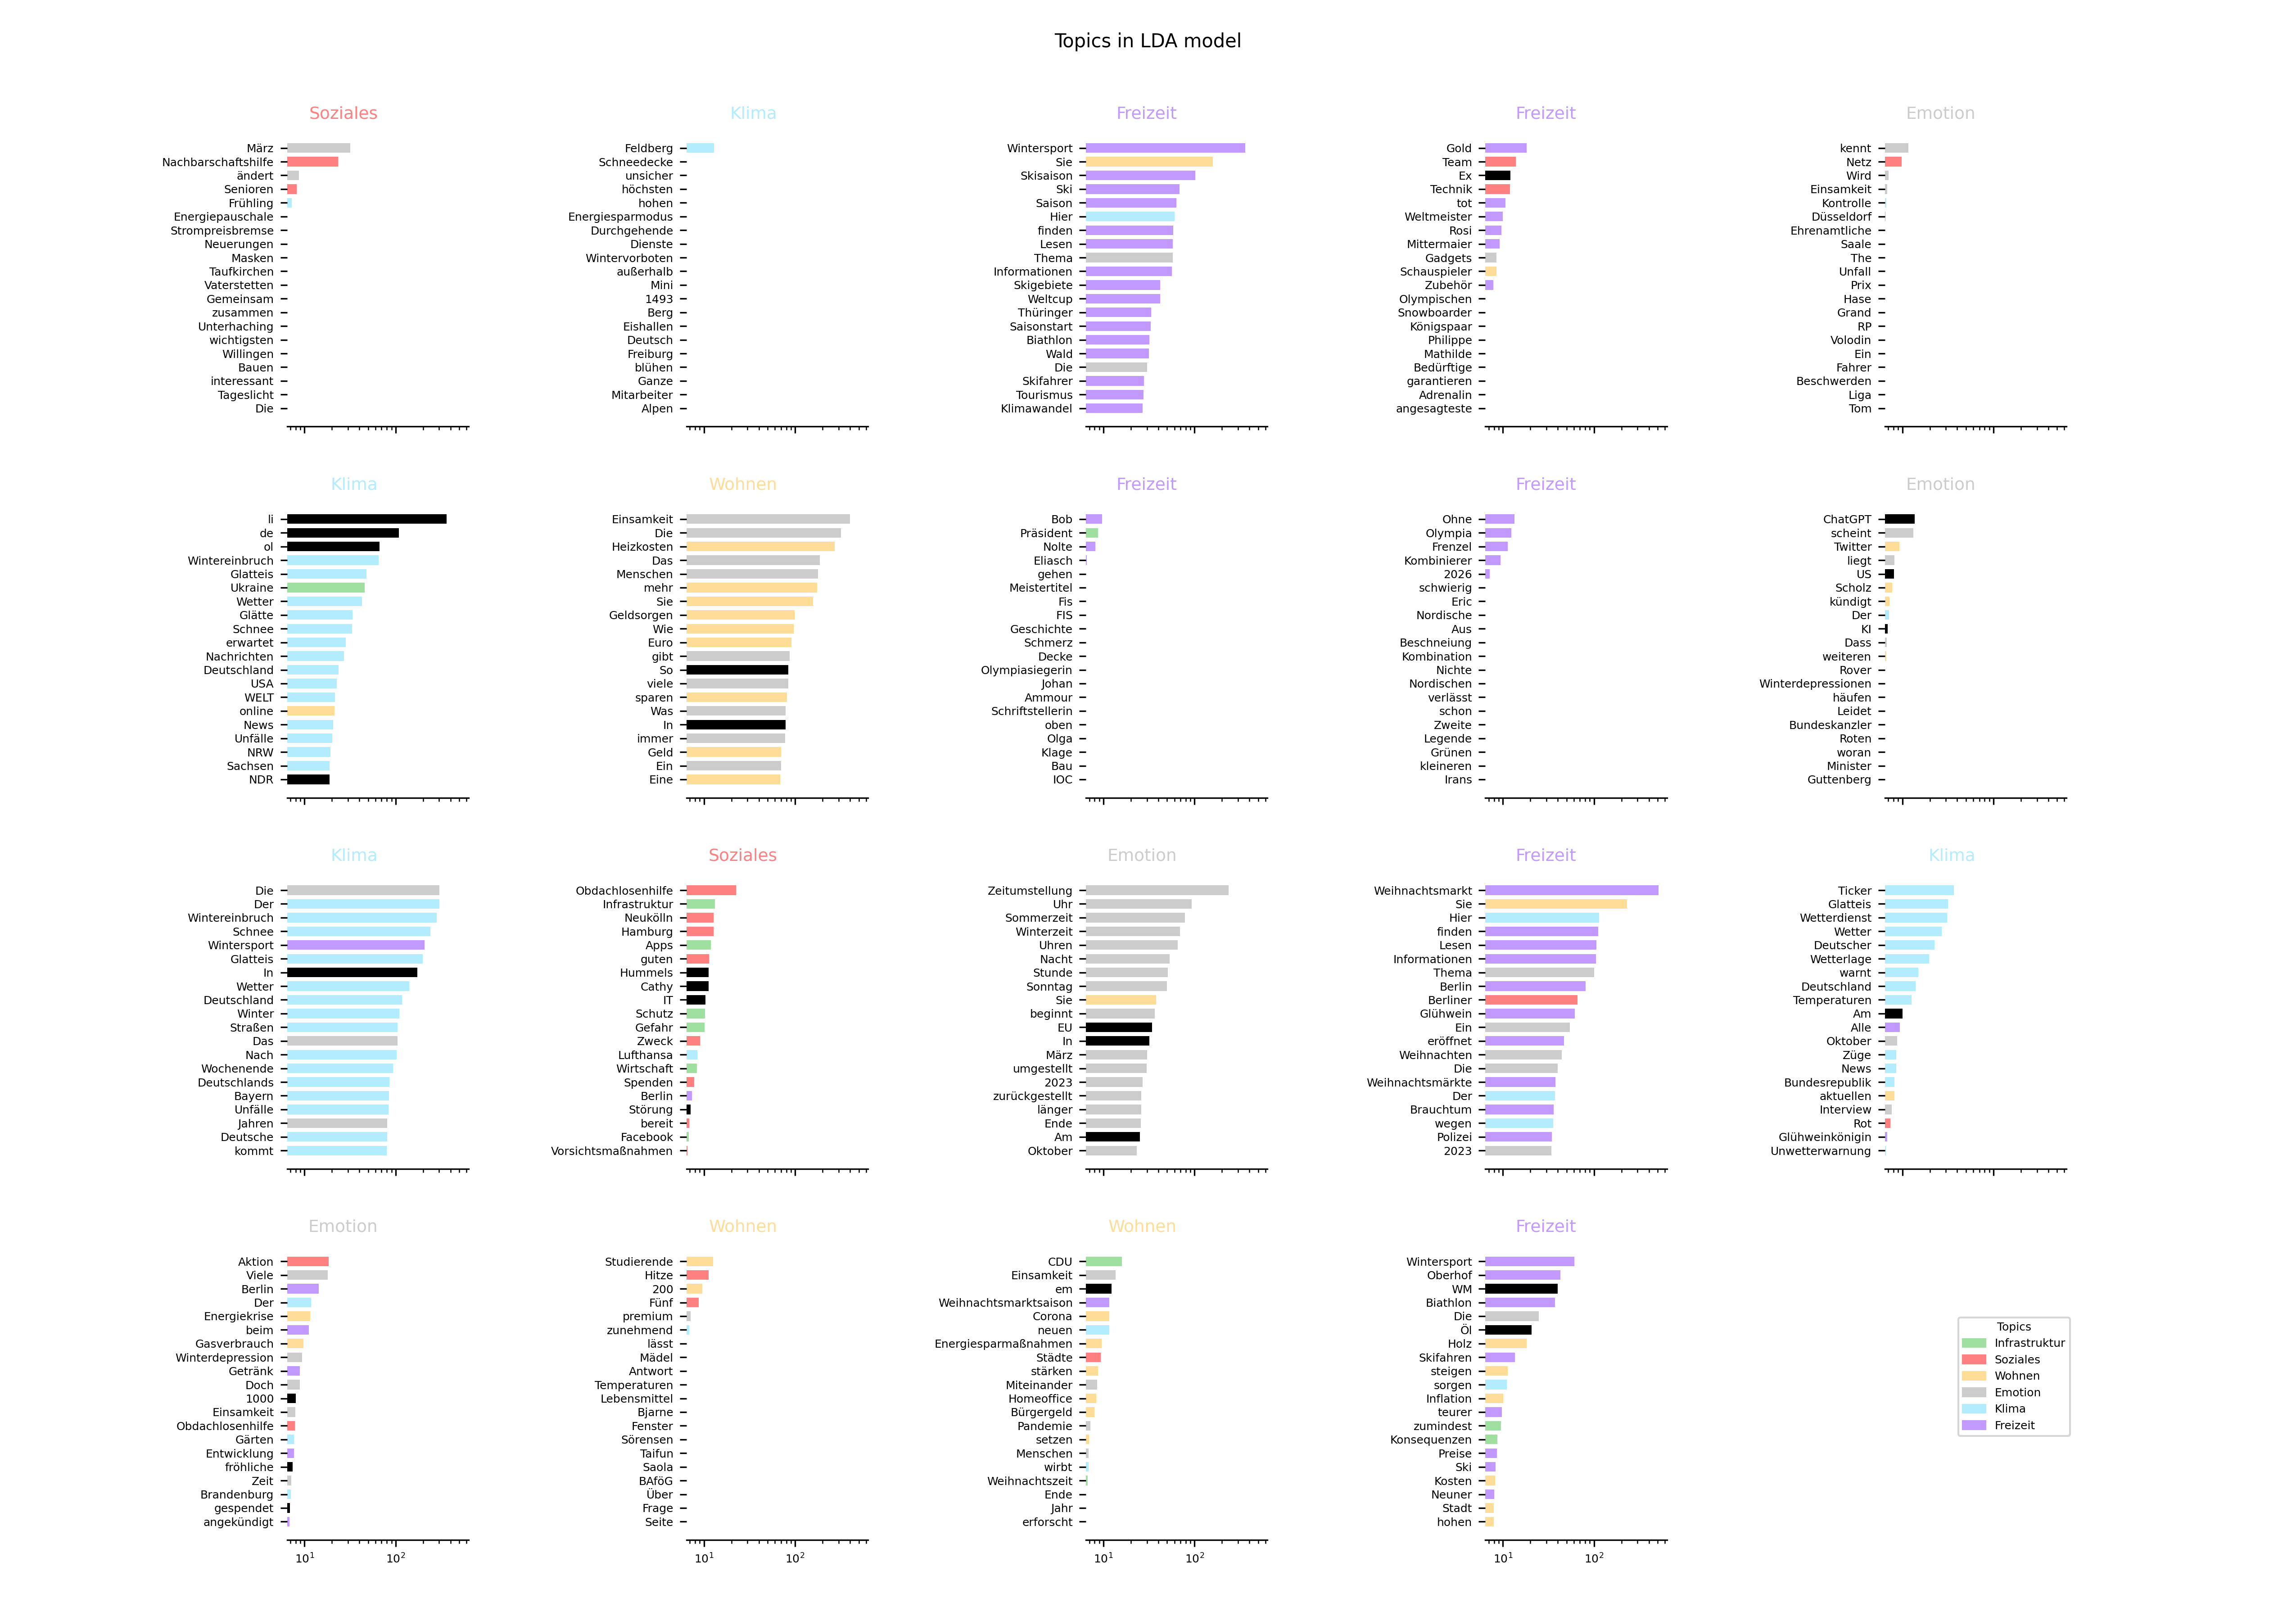 Topics in LDA model
Soziales
März
Nachbarschaftshilfe
ändert
Senioren
Frühling
Energiepauschale
Strompreisbremse
Neuerungen
Masken
Taufkirchen
Vaterstetten
Gemeinsam
zusammen
Unterhaching
wichtigsten
Willingen
Bauen
interessant
Tageslicht
Die
Klima
Feldberg
Schneedecke
unsicher
höchsten
hohen
Energiesparmodus
Durchgehende
Dienste
Wintervorboten
außerhalb
Mini
1493
Berg
Eishallen
Deutsch
Freiburg
blühen
Ganze
Mitarbeiter
Alpen
Freizeit
Wintersport
Sie
Skisaison
Ski
Saison
Hier
finden
Lesen
Thema
Informationen
Skigebiete
Weltcup
Thüringer
Saisonstart
Biathlon
Wald
Die
Skifahrer
Tourismus
Klimawandel
Freizeit
Gold
Team
Ex
Technik
tot
Weltmeister
Rosi
Mittermaier
Gadgets
Schauspieler
Zubehör
Olympischen
Snowboarder
Königspaar
Philippe
Mathilde
Bedürftige
garantieren
Adrenalin
angesagteste
Emotion
kennt
Netz
Wird
Einsamkeit
Kontrolle
Düsseldorf
Ehrenamtliche
Saale
The
Unfall
Prix
Hase
Grand
RP
Volodin
Ein
Fahrer
Beschwerden
Liga
Tom
Klima
li
de
ol
Wintereinbruch
Glatteis
Ukraine
Wetter
Glätte
Schnee
erwartet
Nachrichten
Deutschland
USA
WELT
online
News
Unfälle
NRW
Sachsen
NDR
Wohnen
Einsamkeit
Die
Heizkosten
Das
Menschen
mehr
Sie
Geldsorgen
Wie
Euro
gibt
So
viele
sparen
Was
In
immer
Geld
Ein
Eine
Freizeit
Bob
Präsident
Nolte
Eliasch
gehen
Meistertitel
Fis
FIS
Geschichte
Schmerz
Decke
Olympiasiegerin
Johan
Ammour
Schriftstellerin
oben
Olga
Klage
Bau
IOC
Freizeit
Ohne
Olympia
Frenzel
Kombinierer
2026
schwierig
Eric
Nordische
Aus
Beschneiung
Kombination
Nichte
Nordischen
verlässt
schon
Zweite
Legende
Grünen
kleineren
Irans
Emotion
ChatGPT
scheint
Twitter
liegt
US
Scholz
kündigt
Der
KI
Dass
weiteren
Rover
Winterdepressionen
häufen
Leidet
Bundeskanzler
Roten
woran
Minister
Guttenberg
Klima
Die
Der
Wintereinbruch
Schnee
Wintersport
Glatteis
In
Wetter
Deutschland
Winter
Straßen
Das
Nach
Wochenende
Deutschlands
Bayern
Unfälle
Jahren
Deutsche
kommt
Soziales
Obdachlosenhilfe
Infrastruktur
Neukölln
Hamburg
Apps
guten
Hummels
Cathy
IT
Schutz
Gefahr
Zweck
Lufthansa
Wirtschaft
Spenden
Berlin
Störung
bereit
Facebook
Vorsichtsmaßnahmen
Emotion
Zeitumstellung
Uhr
Sommerzeit
Winterzeit
Uhren
Nacht
Stunde
Sonntag
Sie
beginnt
EU
In
März
umgestellt
2023
zurückgestellt
länger
Ende
Am
Oktober
Freizeit
Weihnachtsmarkt
Sie
Hier
finden
Lesen
Informationen
Thema
Berlin
Berliner
Glühwein
Ein
eröffnet
Weihnachten
Die
Weihnachtsmärkte
Der
Brauchtum
wegen
Polizei
2023
Klima
Ticker
Glatteis
Wetterdienst
Wetter
Deutscher
Wetterlage
warnt
Deutschland
Temperaturen
Am
Alle
Oktober
Züge
News
Bundesrepublik
aktuellen
Interview
Rot
Glühweinkönigin
Unwetterwarnung
Emotion
Aktion
Viele
Berlin
Der
Energiekrise
beim
Gasverbrauch
Winterdepression
Getränk
Doch
1000
Einsamkeit
Obdachlosenhilfe
Gärten
Entwicklung
fröhliche
Zeit
Brandenburg
gespendet
angekündigt
10¹ 10²
Wohnen
Studierende
Hitze
200
Fünf
premium
zunehmend
lässt
Mädel
Antwort
Temperaturen
Lebensmittel
Bjarne
Fenster
Sörensen
Taifun
Saola
BAföG
Über
Frage
Seite
10¹ 10²
Wohnen
CDU
Einsamkeit
em
Weihnachtsmarktsaison
Corona
neuen
Energiesparmaßnahmen
Städte
stärken
Miteinander
Homeoffice
Bürgergeld
Pandemie
setzen
Menschen
wirbt
Weihnachtszeit
Ende
Jahr
erforscht
10¹ 10²
Freizeit
Wintersport
Oberhof
WM
Biathlon
Die
Öl
Holz
Skifahren
steigen
sorgen
Inflation
teurer
zumindest
Konsequenzen
Preise
Ski
Kosten
Neuner
Stadt
hohen
10¹ 10²
Topics
Infrastruktur
Soziales
Wohnen
Emotion
Klima
Freizeit